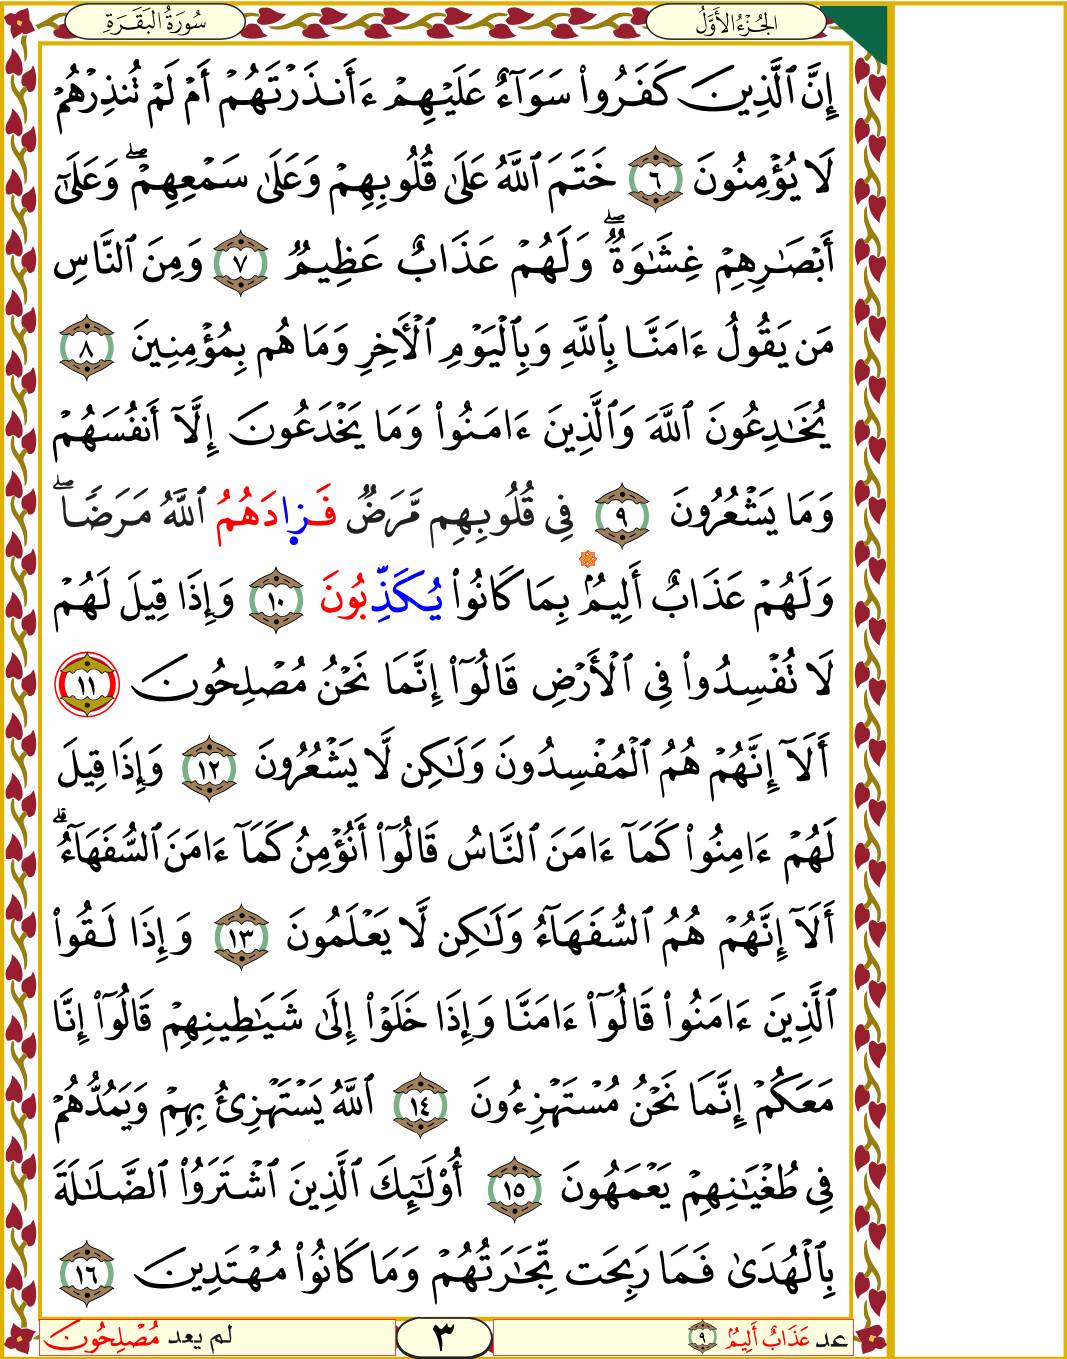 الجُزْءُ الأَوَّلُ
سُورَةُ البَقَرَةِ
إِنَّ ٱلَّذِينَ كَفَرُوا۟ سَوَآءٌ عَلَيْهِمْ ءَأَنذَرْتَهُمْ أَمْ لَمْ تُنذِرْهُمْ
لَا يُؤْمِنُونَ ٦ خَتَمَ ٱللَّهُ عَلَىٰ قُلُوبِهِمْ وَعَلَىٰ سَمْعِهِمْ ۖ وَعَلَىٰٓ
أَبْصَـٰرِهِمْ غِشَـٰوَةٌ ۖ وَلَهُمْ عَذَابٌ عَظِيمٌ ٧ وَمِنَ ٱلنَّاسِ
مَن يَقُولُ ءَامَنَّا بِٱللَّهِ وَبِٱلْيَوْمِ ٱلْـَٔاخِرِ وَمَا هُم بِمُؤْمِنِينَ ٨
يُخَـٰدِعُونَ ٱللَّهَ وَٱلَّذِينَ ءَامَنُوا۟ وَمَا يَخْدَعُونَ إِلَّآ أَنفُسَهُمْ
وَمَا يَشْعُرُونَ ٩ فِى قُلُوبِهِم مَّرَضٌ فَزَادَهُمُ ٱللَّهُ مَرَضًا ۖ
وَلَهُمْ عَذَابٌ أَلِيمٌۢ بِمَا كَانُوا۟ يُكَذِّبُونَ ١٠ وَإِذَا قِيلَ لَهُمْ
لَا تُفْسِدُوا۟ فِى ٱلْأَرْضِ قَالُوٓا۟ إِنَّمَا نَحْنُ مُصْلِحُونَ ١١
أَلَآ إِنَّهُمْ هُمُ ٱلْمُفْسِدُونَ وَلَـٰكِن لَّا يَشْعُرُونَ ١٢ وَإِذَا قِيلَ
لَهُمْ ءَامِنُوا۟ كَمَآ ءَامَنَ ٱلنَّاسُ قَالُوٓا۟ أَنُؤْمِنُ كَمَآ ءَامَنَ ٱلسُّفَهَآءُ ۗ
أَلَآ إِنَّهُمْ هُمُ ٱلسُّفَهَآءُ وَلَـٰكِن لَّا يَعْلَمُونَ ١٣ وَإِذَا لَقُوا۟
ٱلَّذِينَ ءَامَنُوا۟ قَالُوٓا۟ ءَامَنَّا وَإِذَا خَلَوْا۟ إِلَىٰ شَيَـٰطِينِهِمْ قَالُوٓا۟ إِنَّا
مَعَكُمْ إِنَّمَا نَحْنُ مُسْتَهْزِءُونَ ١٤ ٱللَّهُ يَسْتَهْزِئُ بِهِمْ وَيَمُدُّهُمْ
فِى طُغْيَـٰنِهِمْ يَعْمَهُونَ ١٥ أُو۟لَـٰٓئِكَ ٱلَّذِينَ ٱشْتَرَوُا۟ ٱلضَّلَـٰلَةَ
بِٱلْهُدَىٰ فَمَا رَبِحَت تِّجَـٰرَتُهُمْ وَمَا كَانُوا۟ مُهْتَدِينَ ١٦
عد عَذَابٌ أَلِيمٌۢ ٩
٣
لم يعد مُصْلِحُونَ